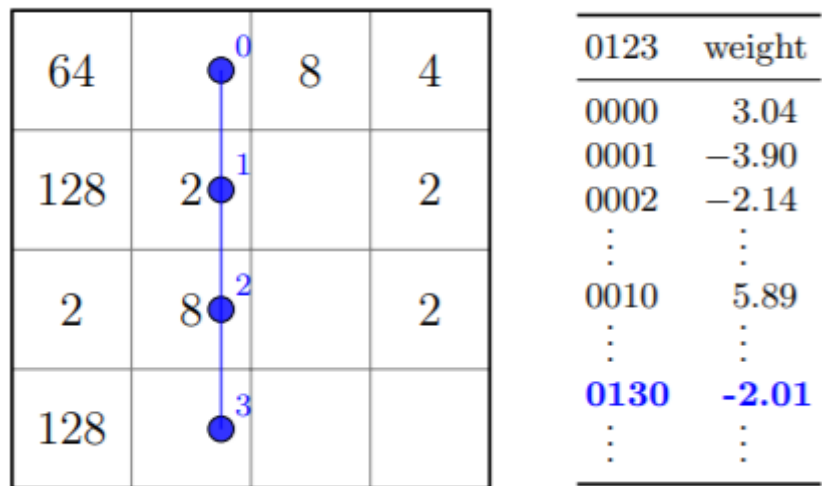 64 0 8 4
128 2 1 2
2 8 2 2
128 3
0123 weight
0000 3.04
0001 −3.90
0002 −2.14
⋮ ⋮
0010 5.89
⋮ ⋮
0130 -2.01
⋮ ⋮